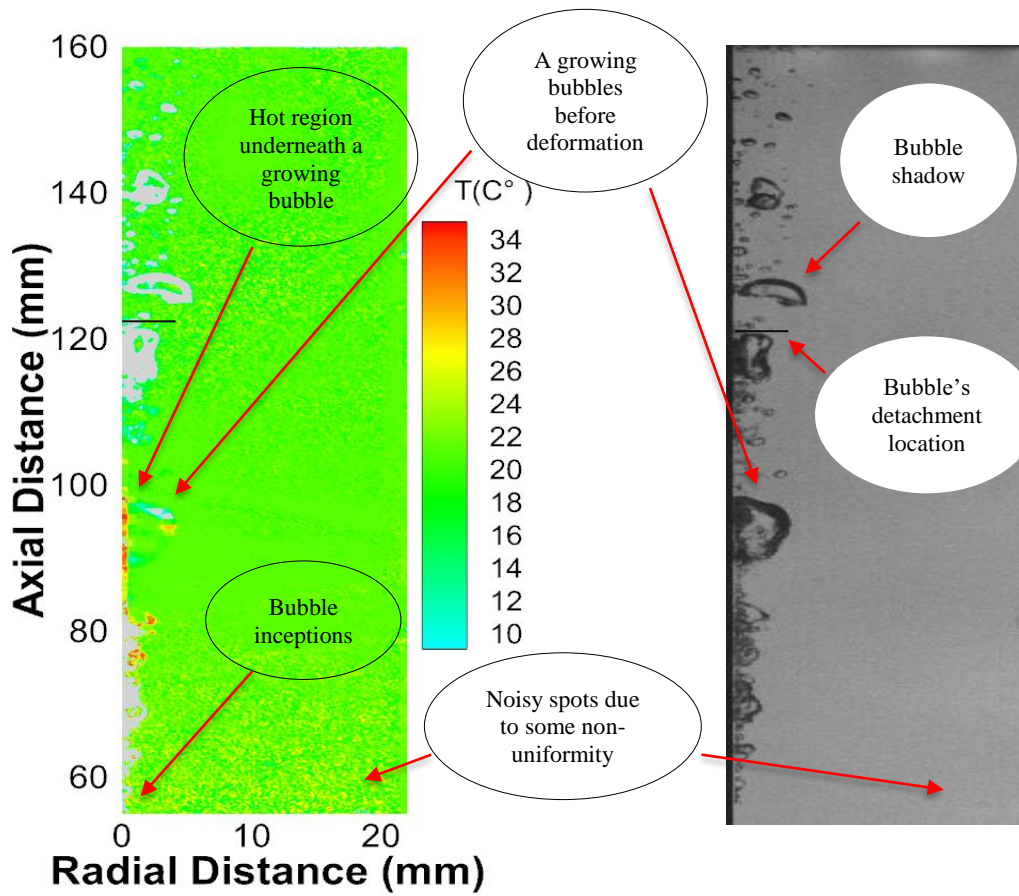 160
140
120
100
80
60
Axial Distance (mm)
0
10
20
Radial Distance (mm)
Hot region
underneath a
growing
bubble
A growing
bubbles
before
deformation
T(C° )
34
32
30
28
26
24
22
20
18
16
14
12
10
Bubble
shadow
Bubble's
detachment
location
Bubble
inceptions
Noisy spots due
to some non-
uniformity